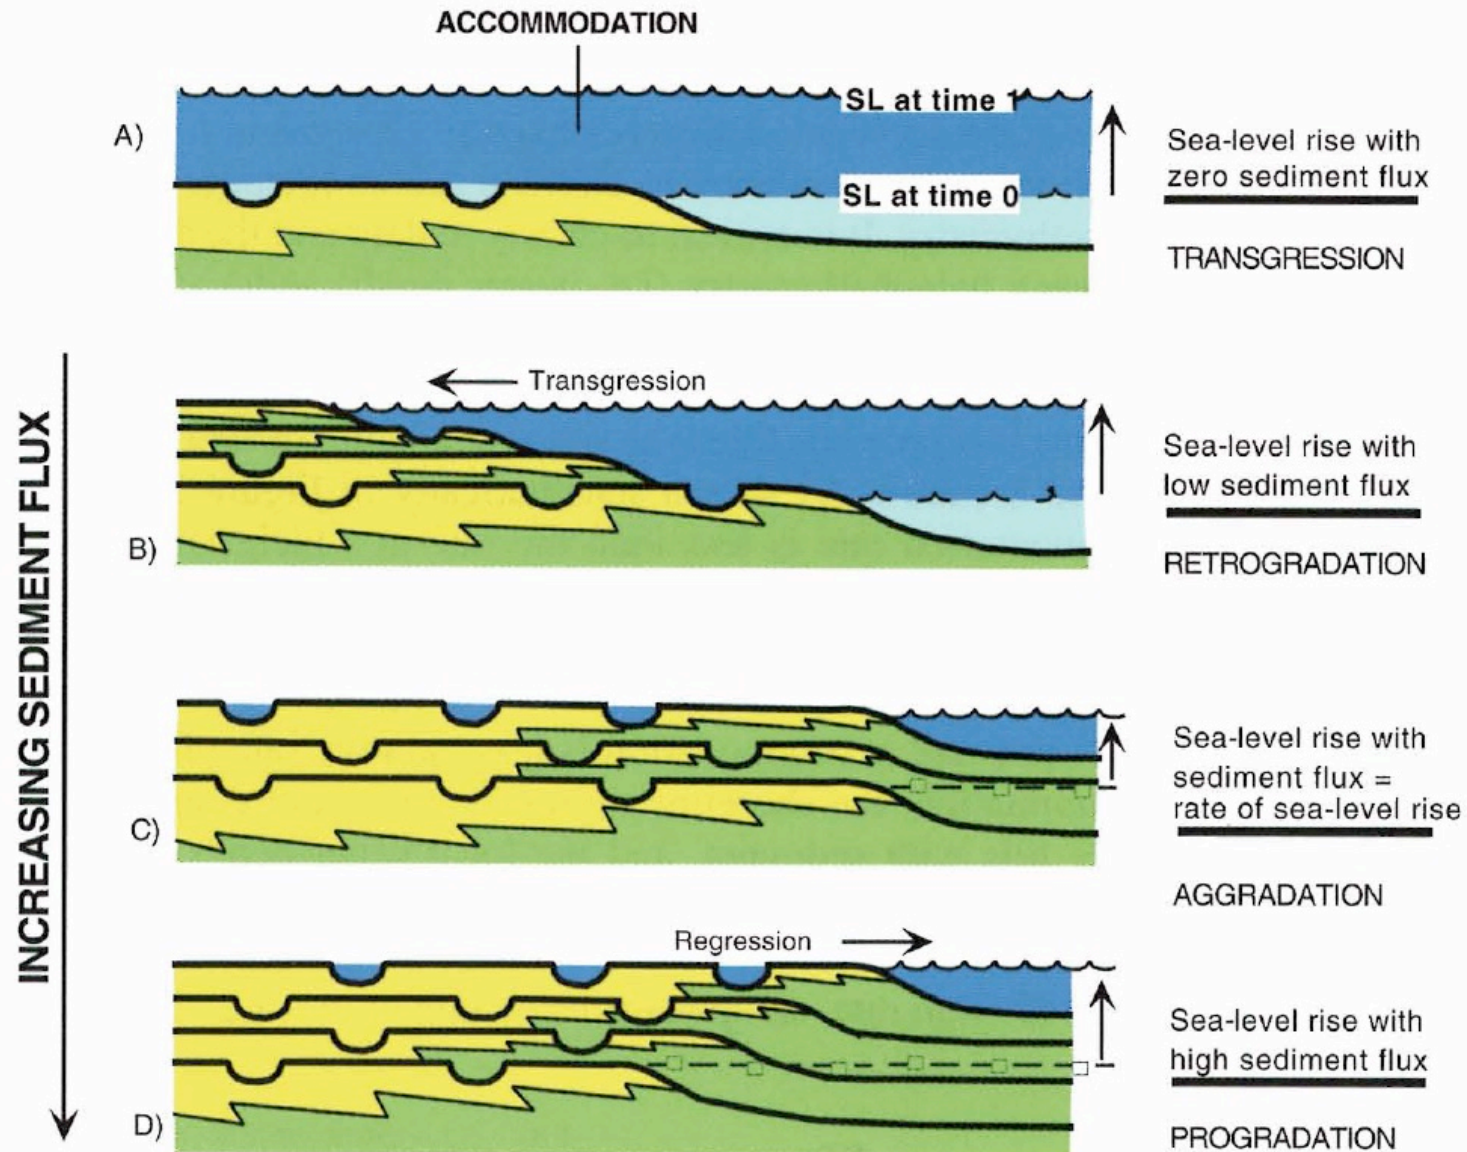 ACCOMMODATION
SL at time 1
A)
Sea-level rise with
zero sediment flux
SL at time 0
TRANSGRESSION
INCREASING SEDIMENT FLUX
Transgression
Sea-level rise with
low sediment flux
B)
RETROGRADATION
Sea-level rise with
sediment flux =
rate of sea-level rise
C)
AGGRADATION
Regression
Sea-level rise with
high sediment flux
D)
PROGRADATION